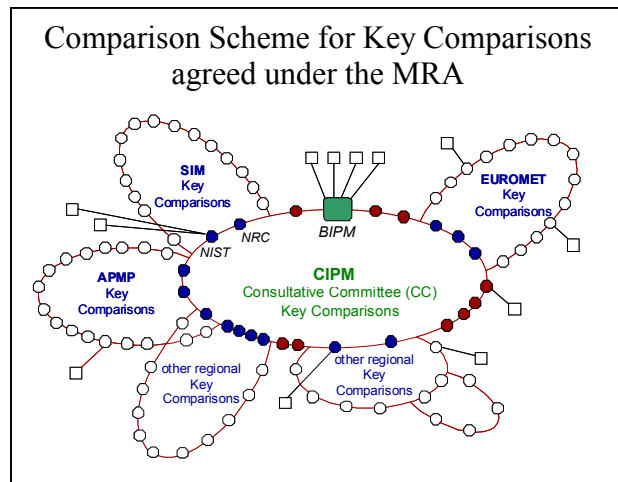 Comparison Scheme for Key Comparisons
agreed under the MRA
SIM
Key
Comparisons
EUROMET
Key
Comparisons
NIST
NRC
BIPM
APMP
Key
Comparisons
CIPM
Consultative Committee (CC)
Key Comparisons
other regional
Key
Comparisons
other regional
Key
Comparisons